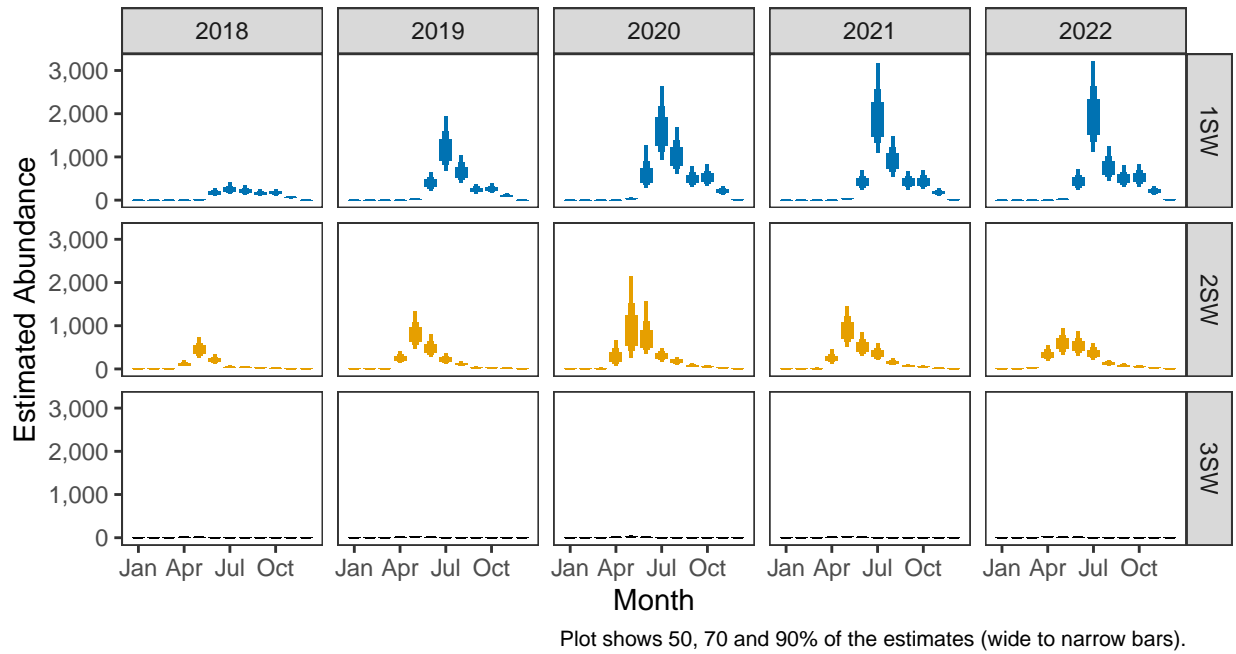 2018 2019 2020 2021 2022
3,000
2,000
1,000
0
1SW
3,000
2,000
1,000
0
2SW
3,000
2,000
1,000
0
3SW
Estimated Abundance
Jan Apr Jul Oct Jan Apr Jul Oct Jan Apr Jul Oct Jan Apr Jul Oct Jan Apr Jul Oct
Month
Plot shows 50, 70 and 90% of the estimates (wide to narrow bars).